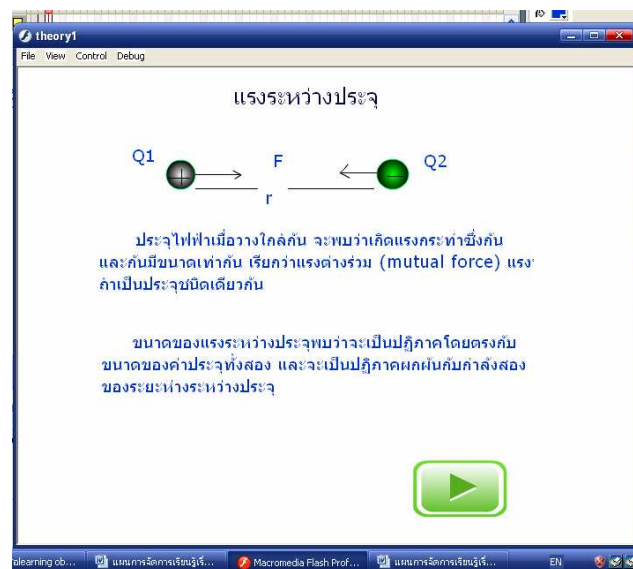 theory1
File View Control Debug
แรงระหว่างประจุ
Q1 F Q2
r
ประจุไฟฟ้าเมื่อวางใกล้กัน จะพบว่าเกิดแรงกระทำซึ่งกัน
และกันมีขนาดเท่ากัน เรียกว่าแรงต่างร่วม (mutual force) แรง
ถ้าเป็นประจุชนิดเดียวกัน
ขนาดของแรงระหว่างประจุพบว่าจะเป็นปฏิภาคโดยตรงกับ
ขนาดของค่าประจุทั้งสอง และจะเป็นปฏิภาคผกผันกับกำลังสอง
ของระยะห่างระหว่างประจุ
alearning ob... แผนการจัดการเรียนรู้เรื่... Macromedia Flash Prof... แผนการจัดการเรียนรู้เรื่... EN